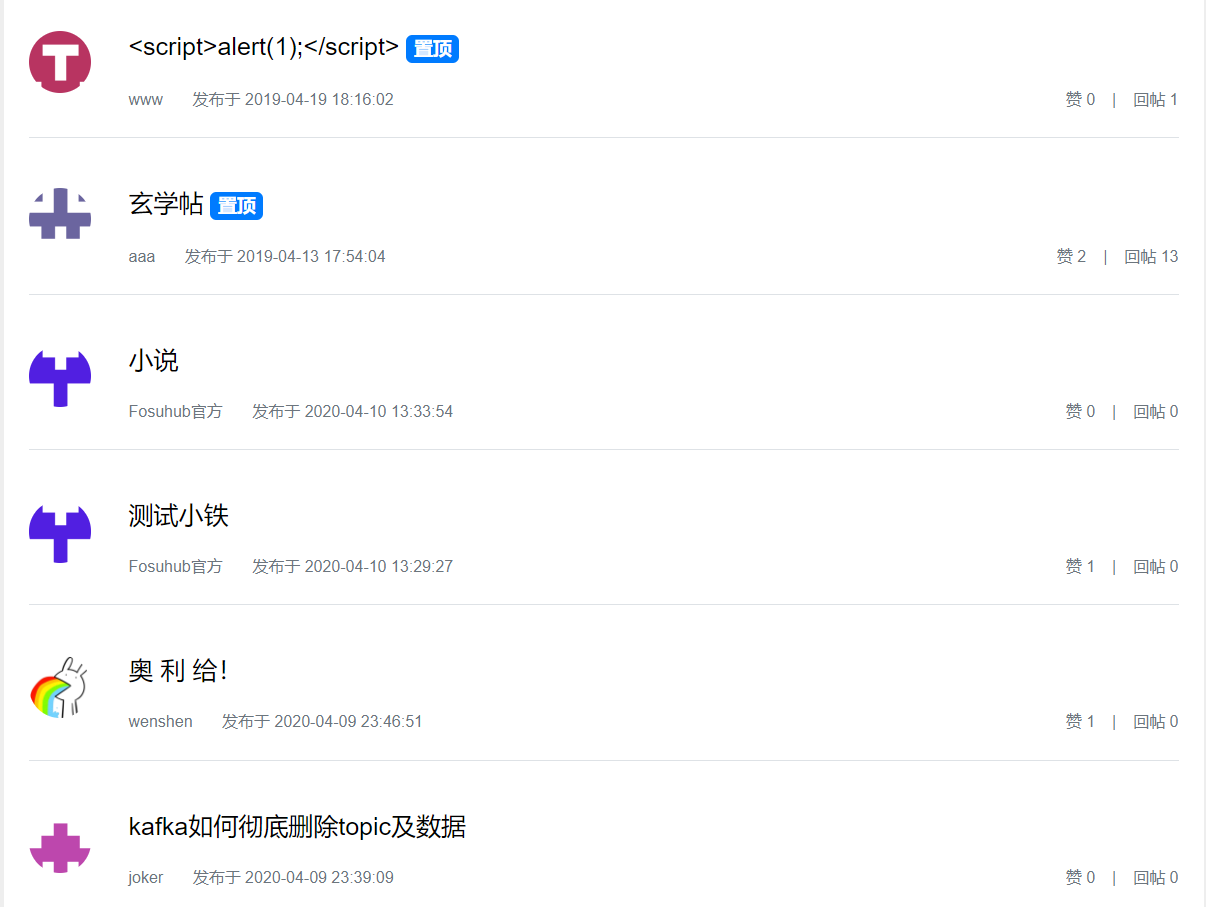 <script>alert(1);</script> 置顶
www 发布于 2019-04-19 18:16:02 赞 0 | 回帖 1
玄学帖 置顶
aaa 发布于 2019-04-13 17:54:04 赞 2 | 回帖 13
小说
Fosuhub官方 发布于 2020-04-10 13:33:54 赞 0 | 回帖 0
测试小铁
Fosuhub官方 发布于 2020-04-10 13:29:27 赞 1 | 回帖 0
奥 利 给！
wenshen 发布于 2020-04-09 23:46:51 赞 1 | 回帖 0
kafka如何彻底删除topic及数据
joker 发布于 2020-04-09 23:39:09 赞 0 | 回帖 0